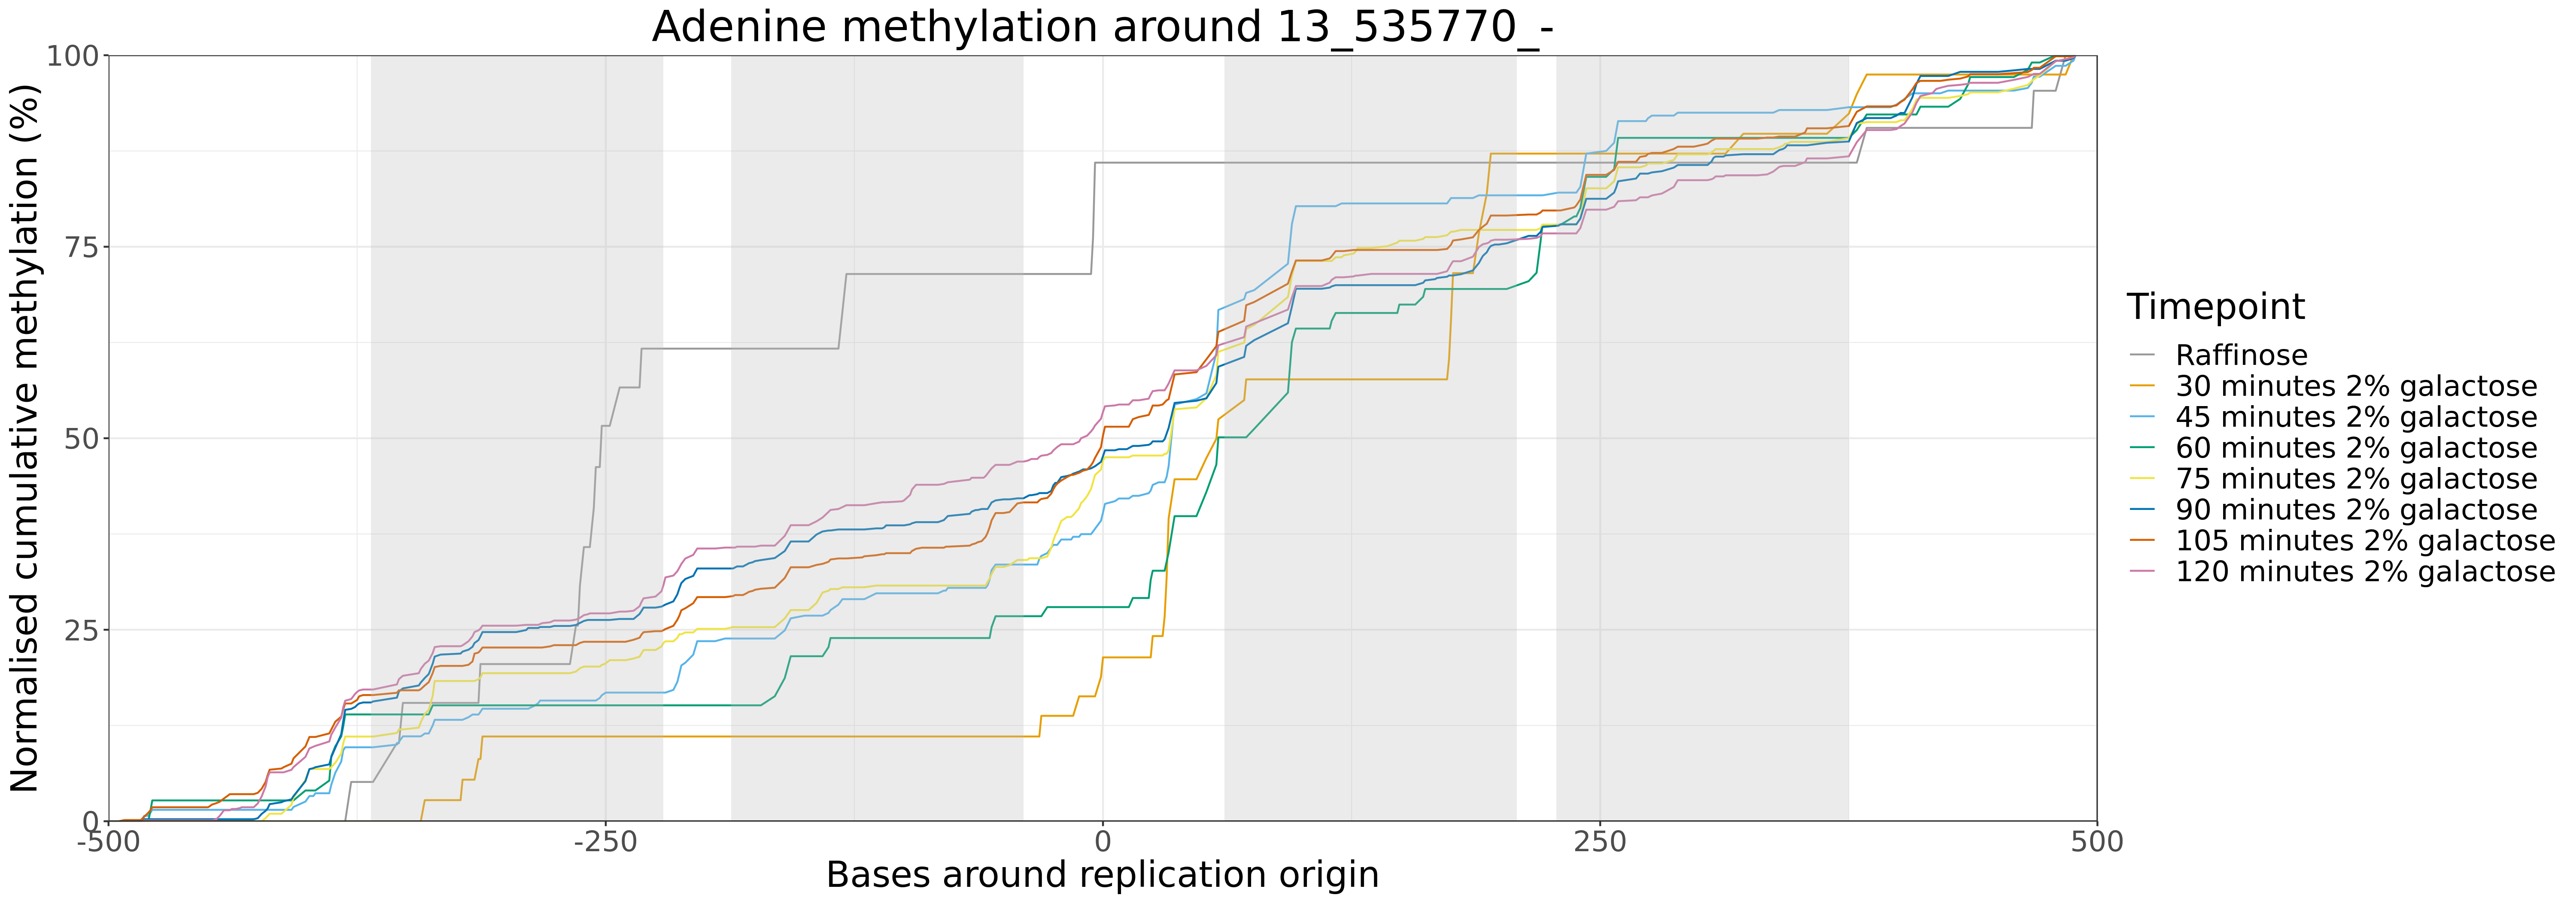 Adenine methylation around 13_535770_-
Normalised cumulative methylation (%)
100
75
50
25
0
-500
-250
0
250
500
Bases around replication origin
Timepoint
Raffinose
30 minutes 2% galactose
45 minutes 2% galactose
60 minutes 2% galactose
75 minutes 2% galactose
90 minutes 2% galactose
105 minutes 2% galactose
120 minutes 2% galactose